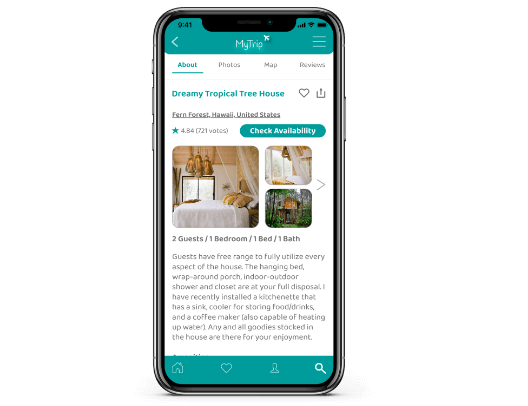 9:41
MyTrip
About Photos Map Reviews
Dreamy Tropical Tree House
Fern Forest, Hawaii, United States
4.84 (721 votes) Check Availability
2 Guests / 1 Bedroom / 1 Bed / 1 Bath
Guests have free range to fully utilize every
aspect of the house. The hanging bed,
wrap-around porch, indoor-outdoor
shower and closet are at your full disposal. I
have recently installed a kitchenette that
has a sink, cooler for storing food/drinks,
and a coffee maker (also capable of heating
up water). Any and all goodies stocked in
the house are there for your enjoyment.